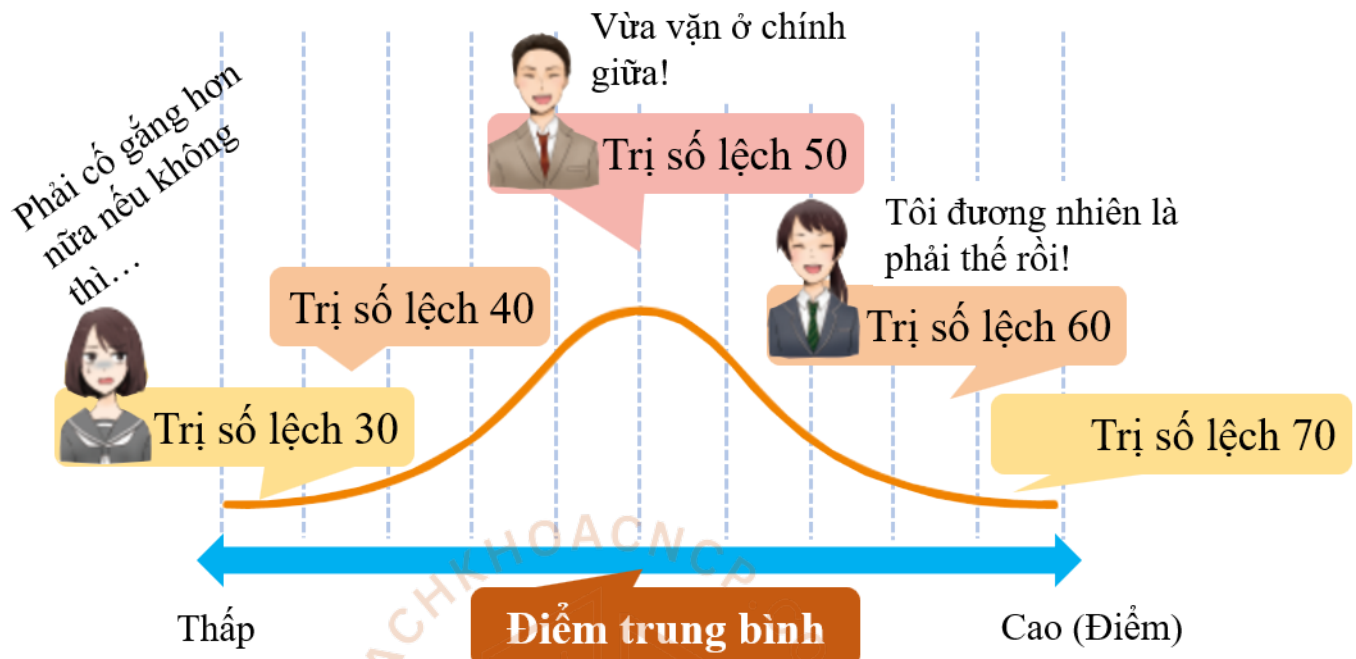 Vừa vặn ở chính
giữa!
Phải cố gắng hơn
nữa nếu không
thì...
Trị số lệch 50
Tôi đương nhiên là
phải thế rồi!
Trị số lệch 40
Trị số lệch 60
Trị số lệch 30
Trị số lệch 70
ACHKHOACNCP
Điểm trung bình
Thấp
Cao (Điểm)